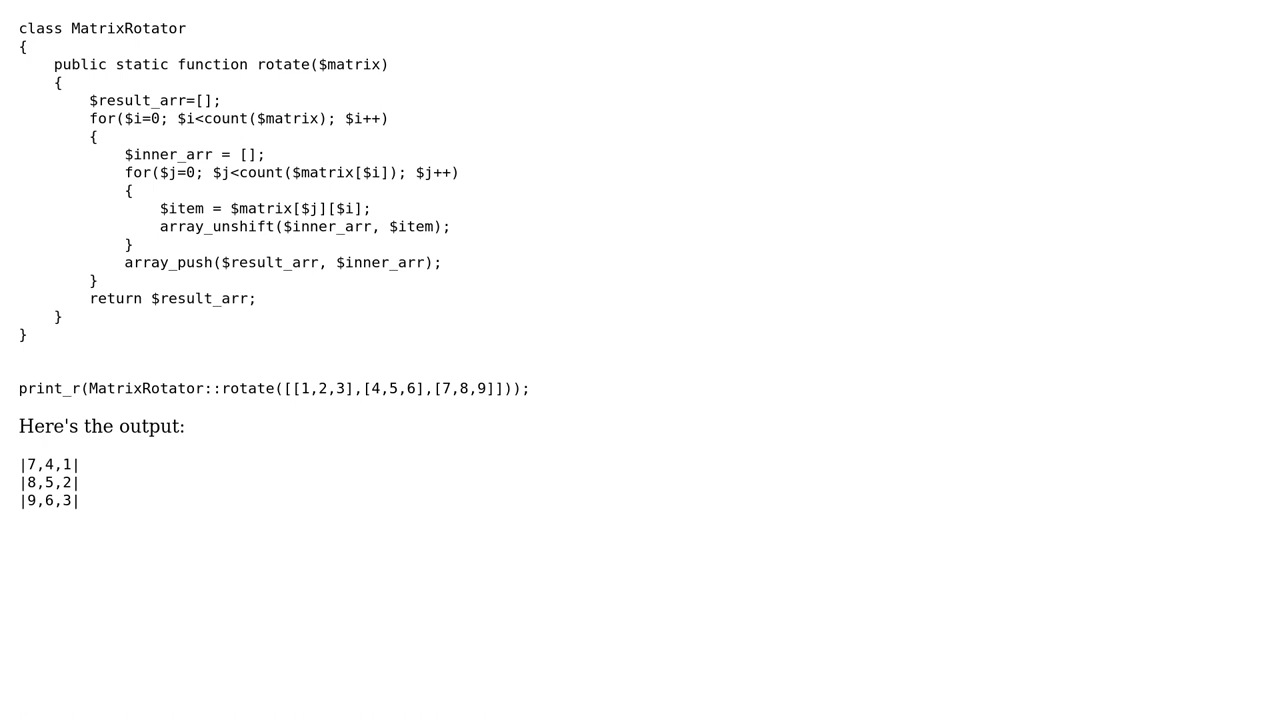 class MatrixRotator
{
    public static function rotate($matrix)
    {
        $result_arr=[];
        for($i=0; $i<count($matrix); $i++)
        {
            $inner_arr = [];
            for($j=0; $j<count($matrix[$i]); $j++)
            {
                $item = $matrix[$j][$i];
                array_unshift($inner_arr, $item);
            }
            array_push($result_arr, $inner_arr);
        }
        return $result_arr;
    }
}
print_r(MatrixRotator::rotate([[1,2,3],[4,5,6],[7,8,9]]));
Here's the output:
|7,4,1|
|8,5,2|
|9,6,3|